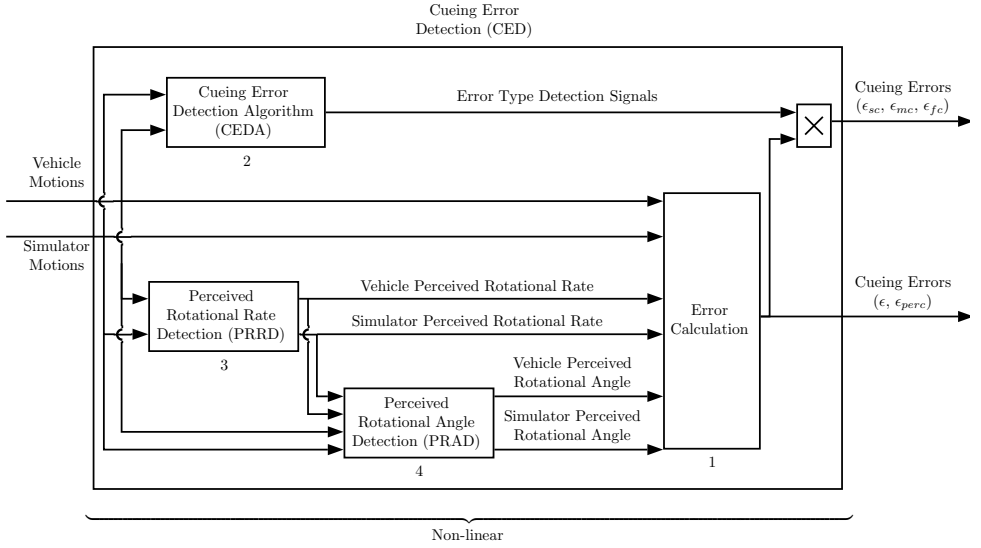 Cueing Error
Detection (CED)
Cueing Error
Detection Algorithm
(CEDA)
2
Error Type Detection Signals
Cueing Errors
(ϵsc, ϵmc, ϵfc)
Vehicle
Motions
Simulator
Motions
Perceived
Rotational Rate
Detection (PRRD)
3
Vehicle Perceived Rotational Rate
Simulator Perceived Rotational Rate
Error
Calculation
1
Cueing Errors
(ϵ, ϵperc)
Vehicle Perceived
Rotational Angle
Perceived
Rotational Angle
Detection (PRAD)
4
Simulator Perceived
Rotational Angle
Non-linear